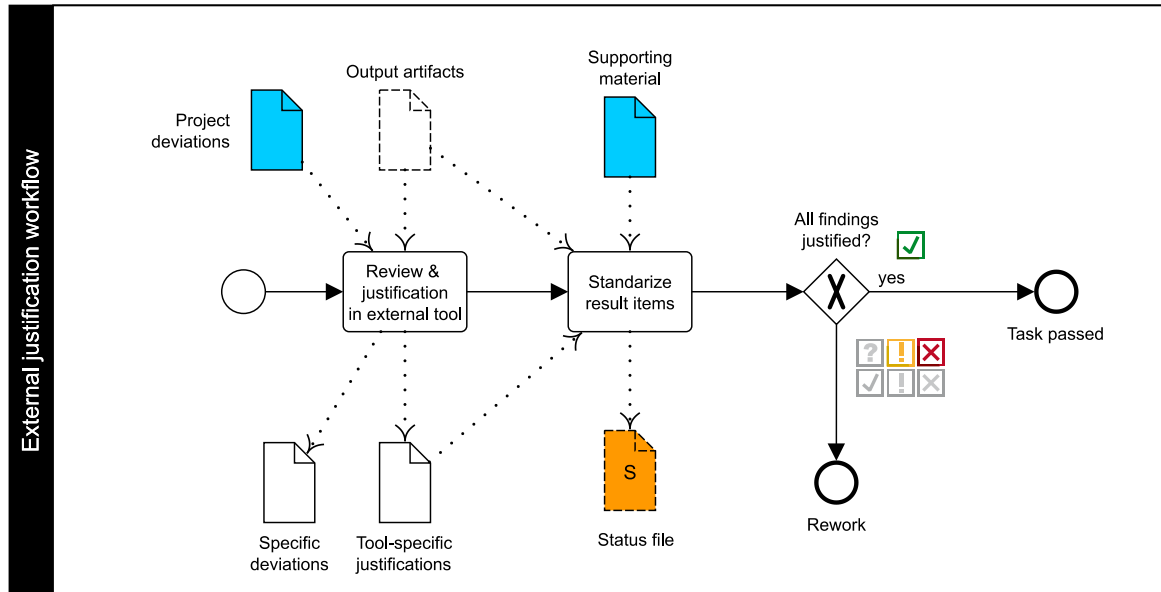 External justification workflow
Project
deviations
Output artifacts
Supporting
material
Review &
justification
in external tool
Standarize
result items
All findings
justified?
yes
Task passed
Rework
Specific
deviations
Tool-specific
justifications
S
Status file